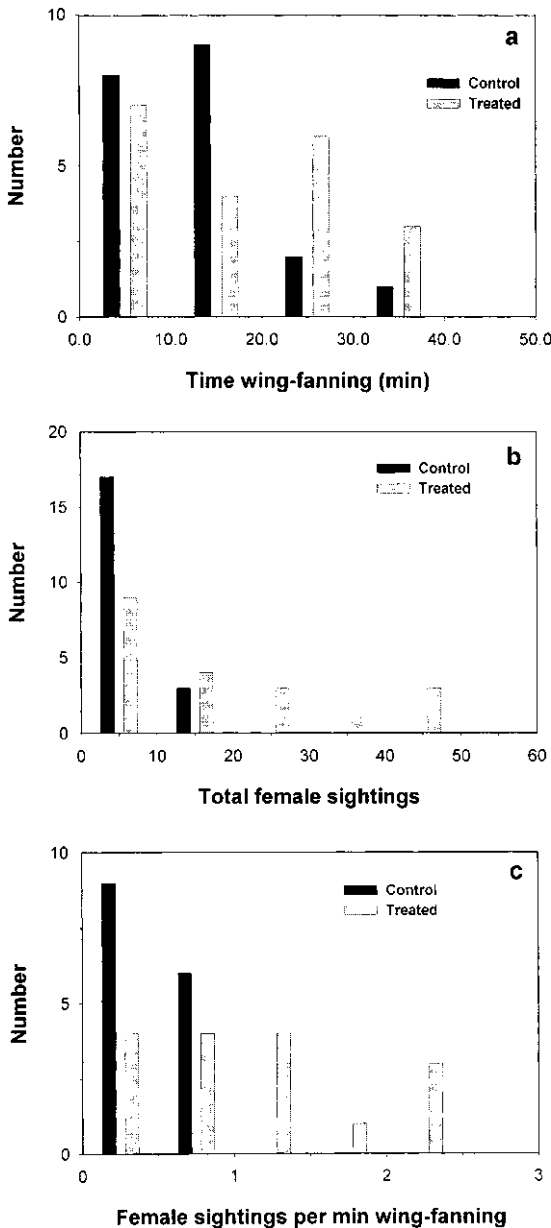 10
a
Control
Treated
5
Number
0
0.0 10.0 20.0 30.0 40.0 50.0
Time wing-fanning (min)
20
b
Control
Treated
15
Number
10
5
0
0 10 20 30 40 50 60
Total female sightings
10
c
Control
Treated
Number
5
0
0 1 2 3
Female sightings per min wing-fanning